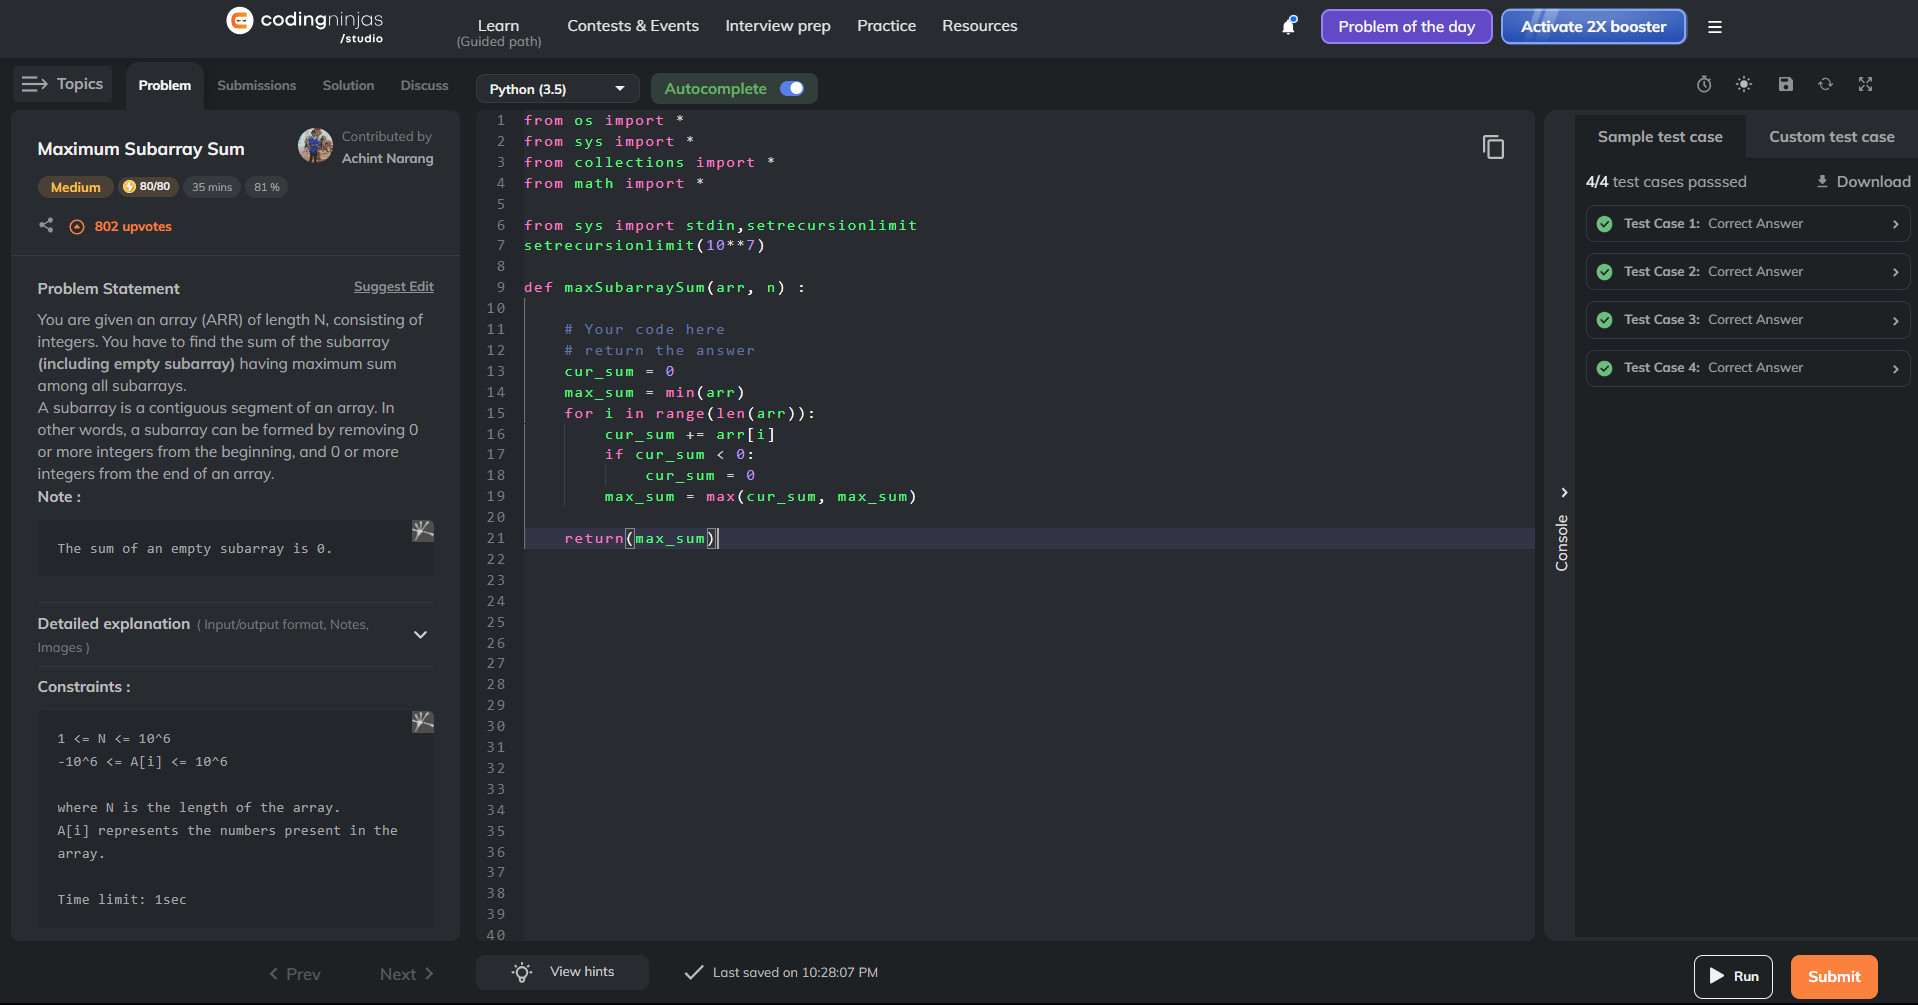 codingninjas
/studio
Learn
(Guided path)
Contests & Events
Interview prep
Practice
Resources
Problem of the day
Activate 2X booster
Topics
Problem
Submissions
Solution
Discuss
Python (3.5)
Autocomplete
Maximum Subarray Sum
Contributed by
Achint Narang
Medium
80/80
35 mins
81 %
802 upvotes
Problem Statement
Suggest Edit
You are given an array (ARR) of length N, consisting of
integers. You have to find the sum of the subarray
(including empty subarray) having maximum sum
among all subarrays.
A subarray is a contiguous segment of an array. In
other words, a subarray can be formed by removing 0
or more integers from the beginning, and 0 or more
integers from the end of an array.
Note :
The sum of an empty subarray is 0.
Detailed explanation ( Input/output format, Notes,
Images )
Constraints :
1 <= N <= 10^6
-10^6 <= A[i] <= 10^6
where N is the length of the array.
A[i] represents the numbers present in the
array.
Time limit: 1sec
Prev
Next
1 from os import *
2 from sys import *
3 from collections import *
4 from math import *
5
6 from sys import stdin,setrecursionlimit
7 setrecursionlimit(10**7)
8
9 def maxSubarraySum(arr, n) :
10
11 # Your code here
12 # return the answer
13 cur_sum = 0
14 max_sum = min(arr)
15 for i in range(len(arr)):
16 cur_sum += arr[i]
17 if cur_sum < 0:
18 cur_sum = 0
19 max_sum = max(cur_sum, max_sum)
20
21 return(max_sum)
22
23
24
25
26
27
28
29
30
31
32
33
34
35
36
37
38
39
40
View hints
Last saved on 10:28:07 PM
Console
Sample test case
Custom test case
4/4 test cases passsed
Download
Test Case 1: Correct Answer
Test Case 2: Correct Answer
Test Case 3: Correct Answer
Test Case 4: Correct Answer
Run
Submit